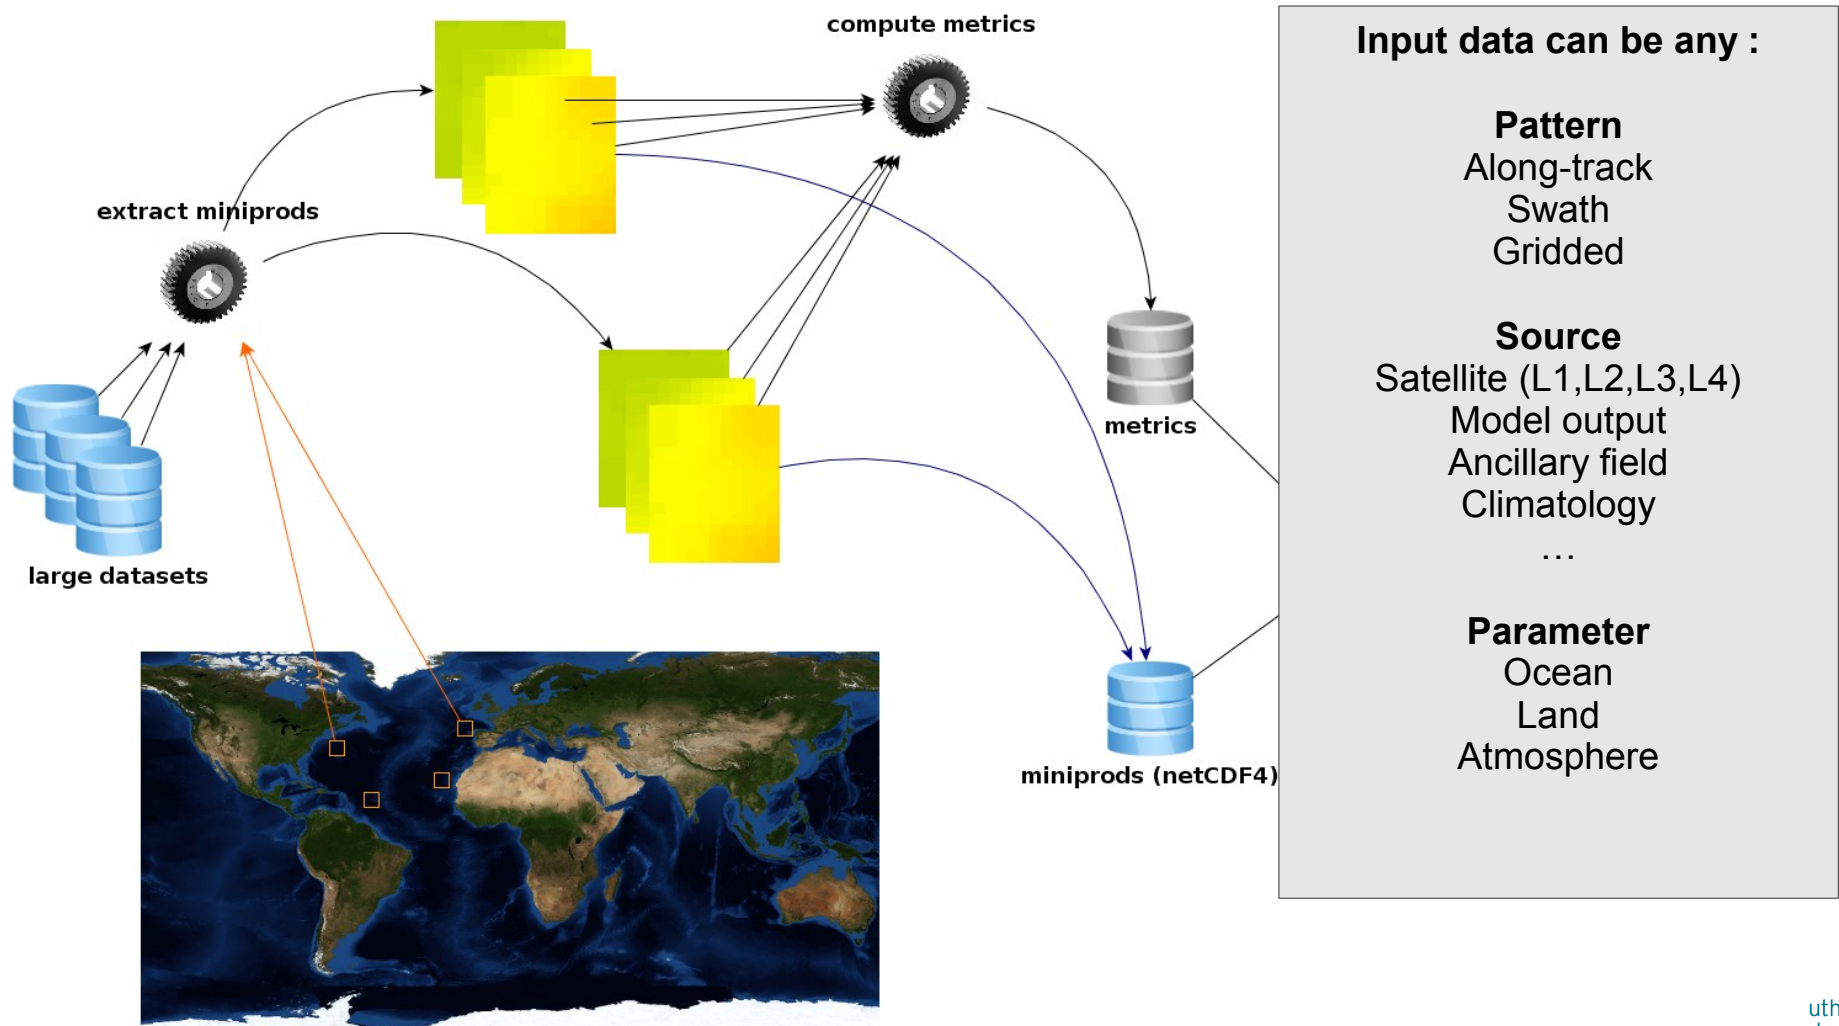 compute metrics
extract miniprods
large datasets
metrics
miniprods (netCDF4)
Input data can be any :
Pattern
Along-track
Swath
Gridded
Source
Satellite (L1,L2,L3,L4)
Model output
Ancillary field
Climatology
…
Parameter
Ocean
Land
Atmosphere
uth